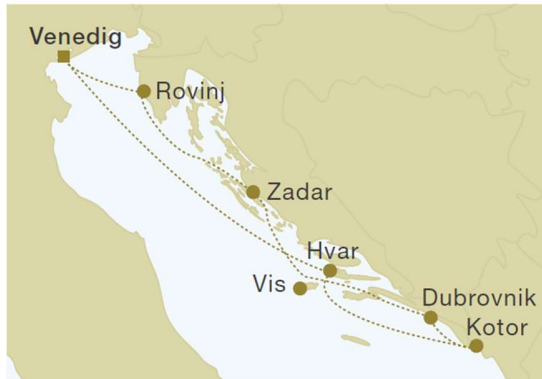 Venedig
Rovinj
Zadar
Hvar
Vis
Dubrovnik
Kotor